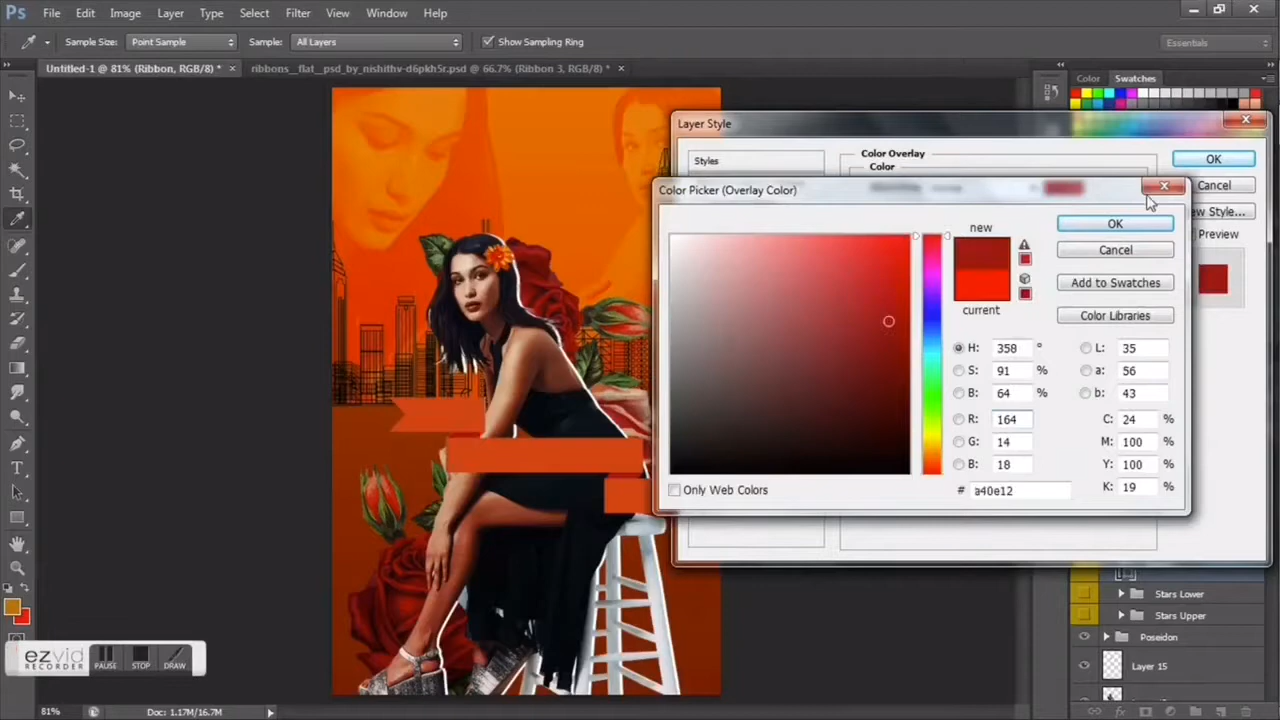 Ps File Edit Image Layer Type Select Filter View Window Help
Sample Size: Point Sample Sample: All Layers Show Sampling Ring Essentials
Untitled-1 @ 81% (Ribbon, RGB/8) * × ribbons__flat__psd_by_nishithv-d6pkh5r.psd @ 66.7% (Ribbon 3, RGB/8) * ×
Color Swatches
Layer Style
Styles
Color Overlay
Color
OK
Cancel
ew Style...
Preview
Color Picker (Overlay Color)
new
current
OK
Cancel
Add to Swatches
Color Libraries
H: 358 °
S: 91 %
B: 64 %
R: 164
G: 14
B: 18
# a40e12
L: 35
a: 56
b: 43
C: 24 %
M: 100 %
Y: 100 %
K: 19 %
Only Web Colors
Stars Lower
Stars Upper
Poseidon
Layer 15
ezvid
RECORDER
PAUSE STOP DRAW
81% Doc: 1.17M/16.7M